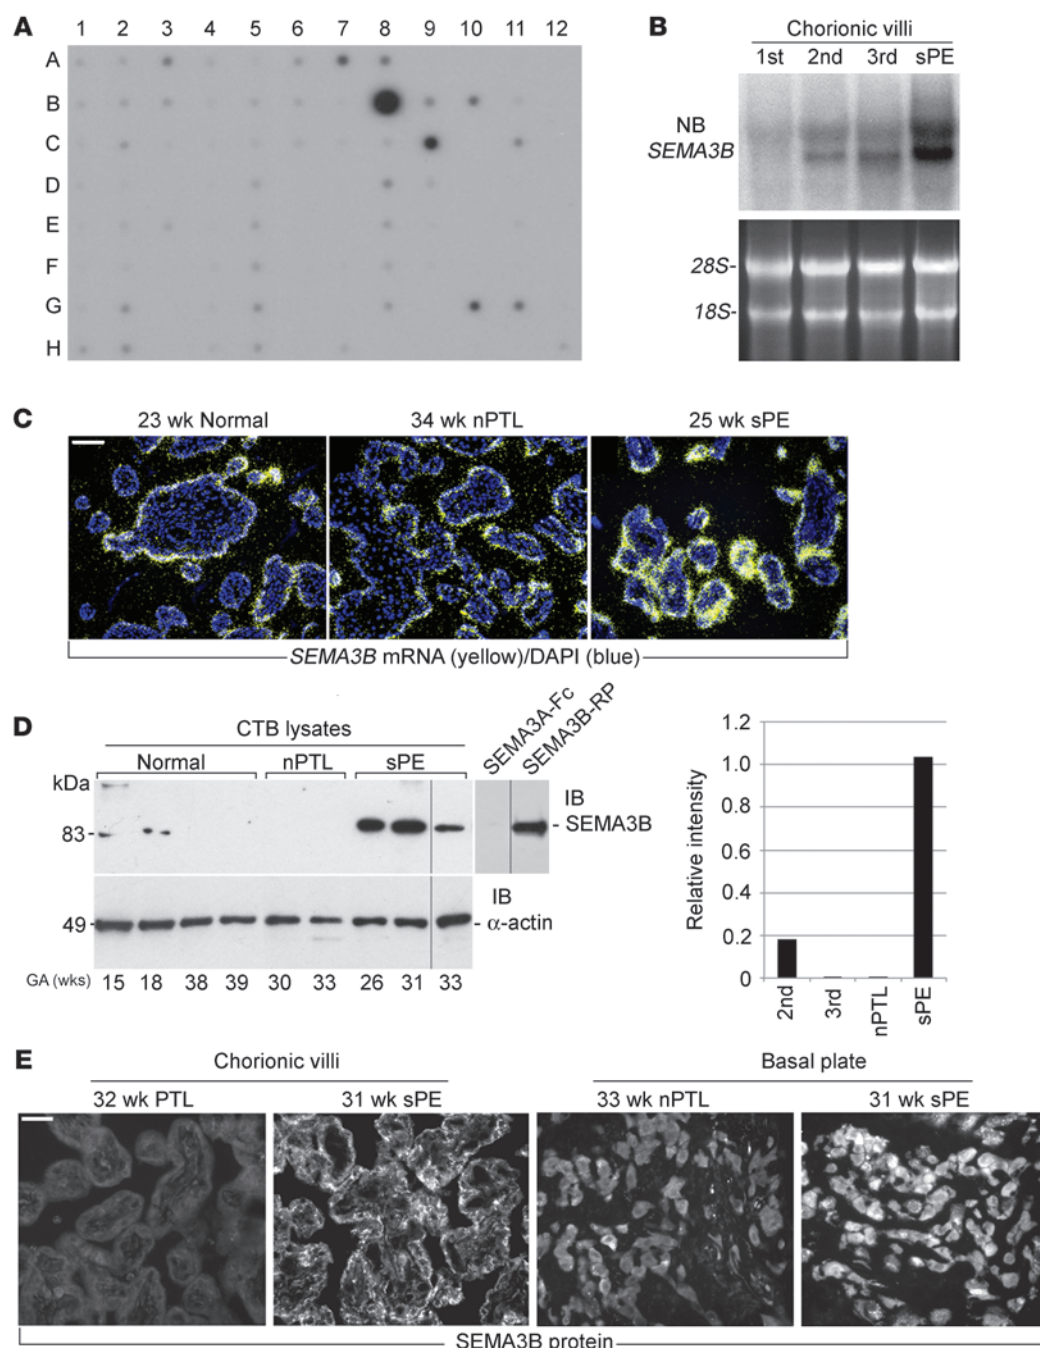 A
1 2 3 4 5 6 7 8 9 10 11 12
A
B
C
D
E
F
G
H
B
Chorionic villi
1st 2nd 3rd sPE
NB
SEMA3B
28S-
18S-
C
23 wk Normal 34 wk nPTL 25 wk sPE
SEMA3B mRNA (yellow)/DAPI (blue)
D
CTB lysates
Normal nPTL sPE
SEMA3A-Fc
SEMA3B-RP
kDa
83-
IB
- SEMA3B
49-
IB
- α-actin
GA (wks) 15 18 38 39 30 33 26 31 33
Relative intensity
1.2
1.0
0.8
0.6
0.4
0.2
0
2nd
3rd
nPTL
sPE
E
Chorionic villi Basal plate
32 wk PTL 31 wk sPE 33 wk nPTL 31 wk sPE
SEMA3B protein